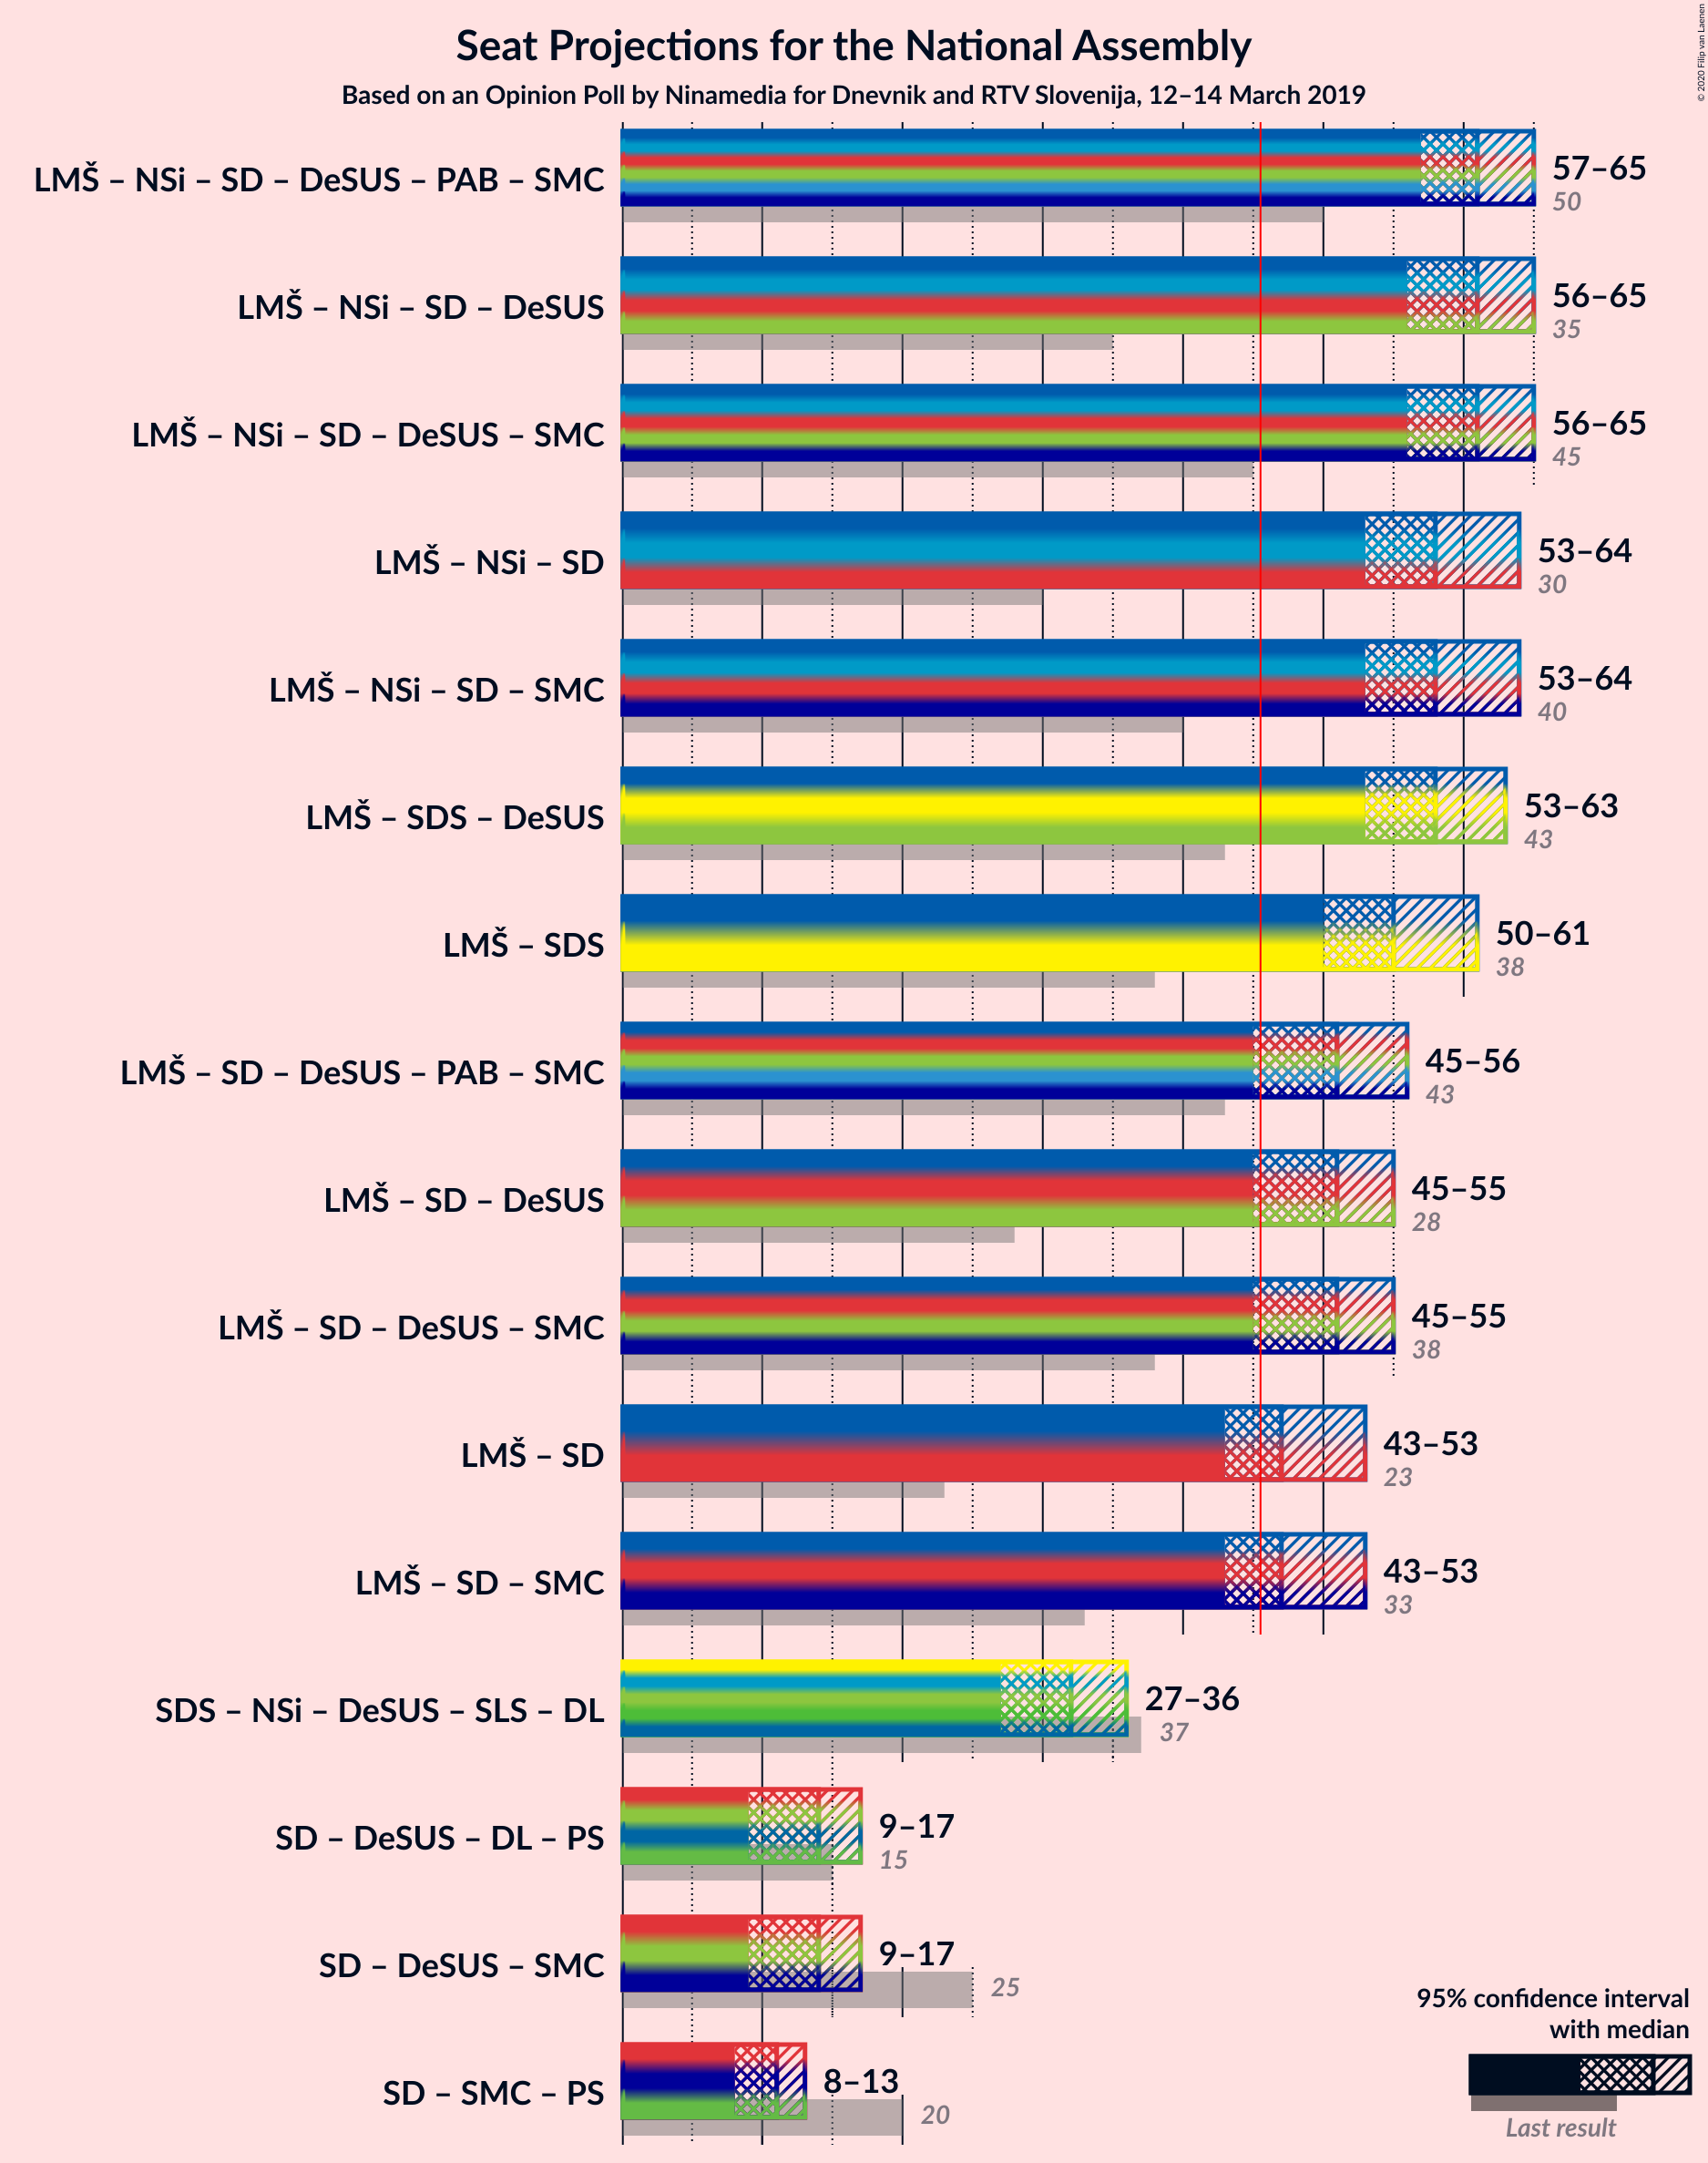 Seat Projections for the National Assembly
Based on an Opinion Poll by Ninamedia for Dnevnik and RTV Slovenija, 12–14 March 2019
© 2020 Filip van Laenen
LMŠ – NSi – SD – DeSUS – PAB – SMC
57–65
50
LMŠ – NSi – SD – DeSUS
56–65
35
LMŠ – NSi – SD – DeSUS – SMC
56–65
45
LMŠ – NSi – SD
53–64
30
LMŠ – NSi – SD – SMC
53–64
40
LMŠ – SDS – DeSUS
53–63
43
LMŠ – SDS
50–61
38
LMŠ – SD – DeSUS – PAB – SMC
45–56
43
LMŠ – SD – DeSUS
45–55
28
LMŠ – SD – DeSUS – SMC
45–55
38
LMŠ – SD
43–53
23
LMŠ – SD – SMC
43–53
33
SDS – NSi – DeSUS – SLS – DL
27–36
37
SD – DeSUS – DL – PS
9–17
15
SD – DeSUS – SMC
9–17
25
SD – SMC – PS
8–13
20
95% confidence interval
with median
Last result